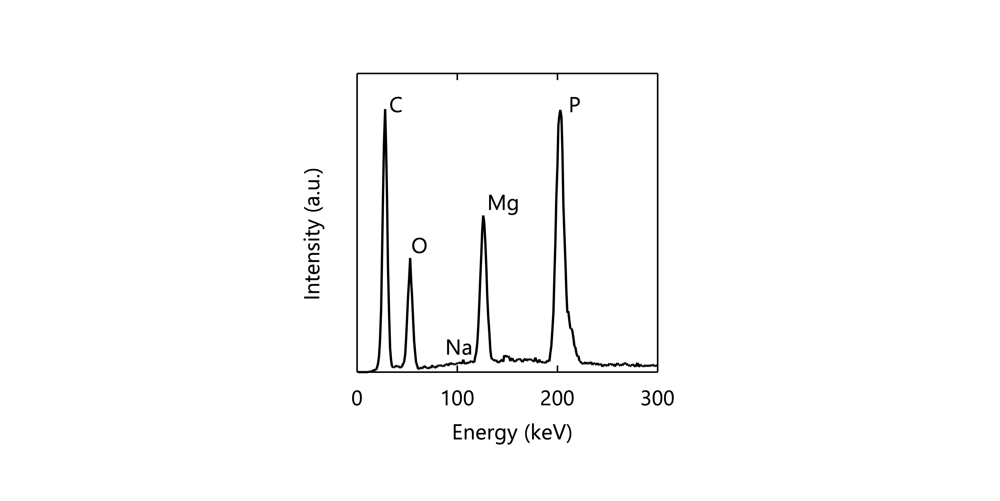 C
P
Mg
O
Na
Intensity (a.u.)
0 100 200 300
Energy (keV)